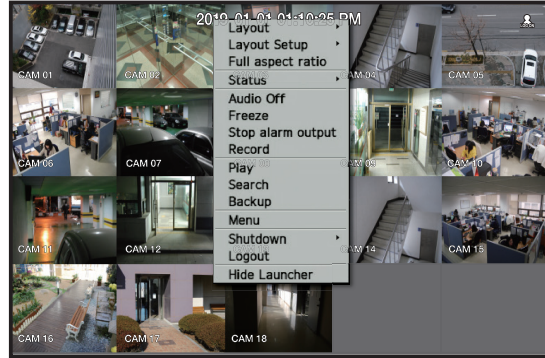 2019-01-01 01:10:25 PM
LOG ON
Layout
Layout Setup
Full aspect ratio
Status
Audio Off
Freeze
Stop alarm output
Record
Play
Search
Backup
Menu
Shutdown
Logout
Hide Launcher
CAM 01
CAM 02
CAM 04
CAM 05
CAM 06
CAM 07
CAM 09
CAM 10
CAM 11
CAM 12
CAM 14
CAM 15
CAM 16
CAM 17
CAM 18